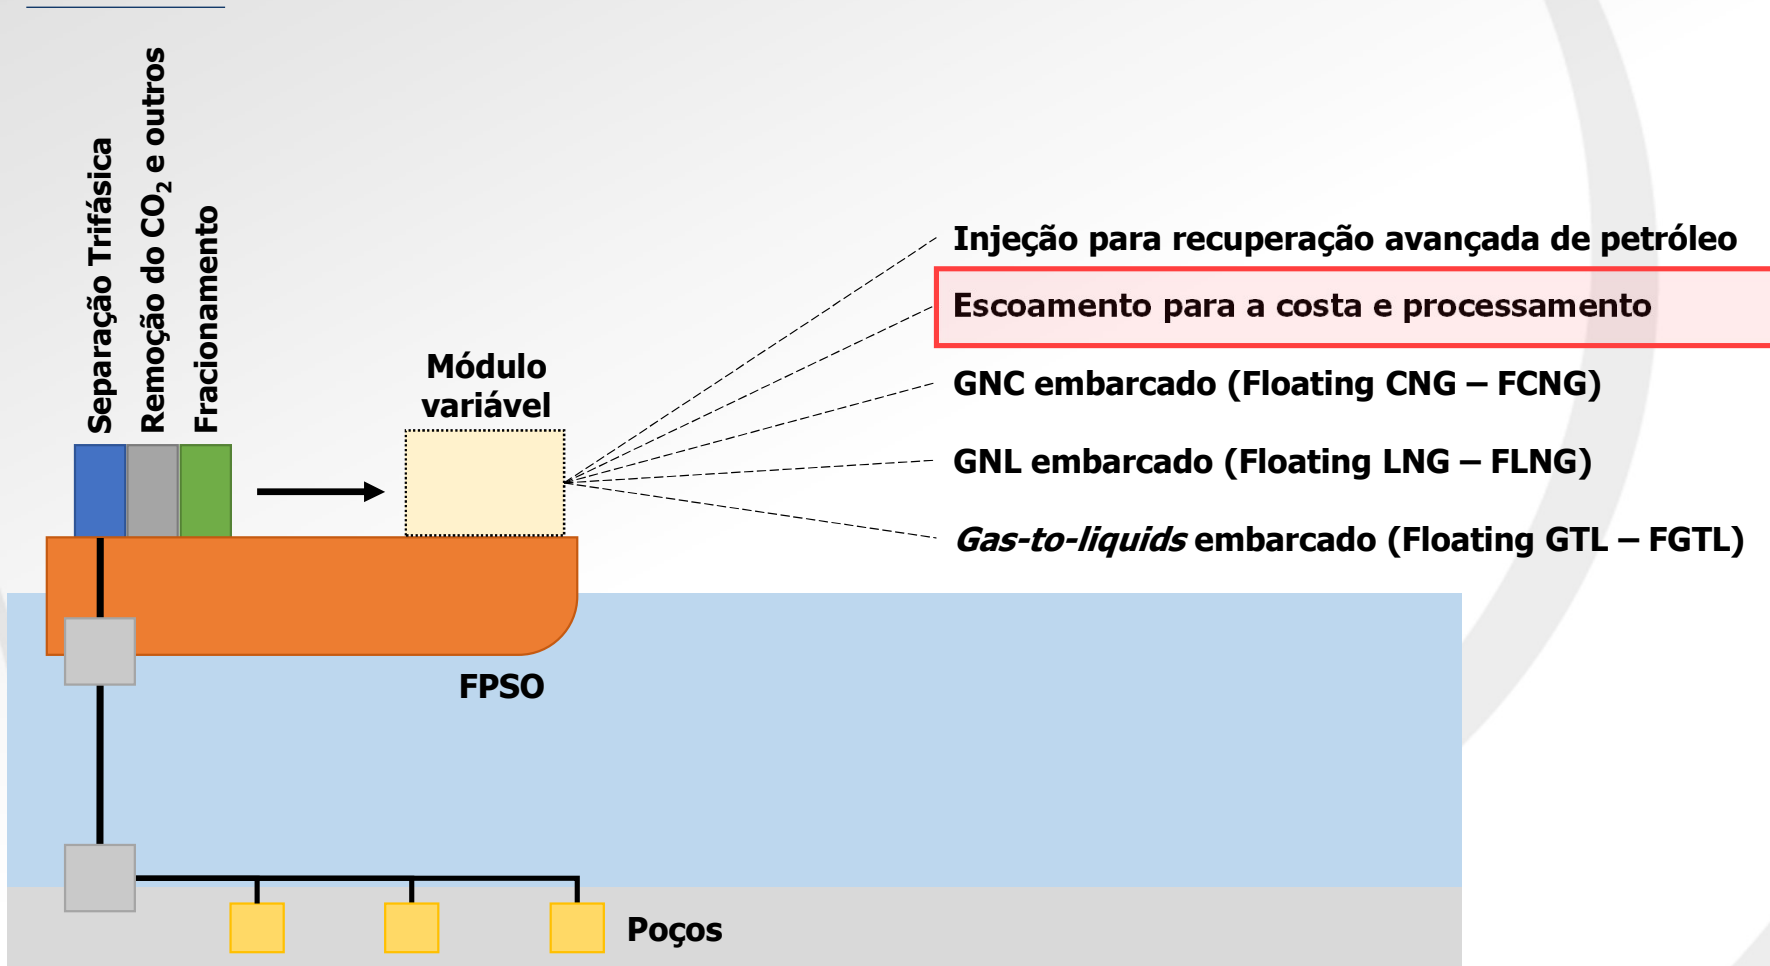 Separação Trifásica
Remoção do CO₂ e outros
Fracionamento
Módulo
variável
Injeção para recuperação avançada de petróleo
Escoamento para a costa e processamento
GNC embarcado (Floating CNG – FCNG)
GNL embarcado (Floating LNG – FLNG)
Gas-to-liquids embarcado (Floating GTL – FGTL)
FPSO
Poços